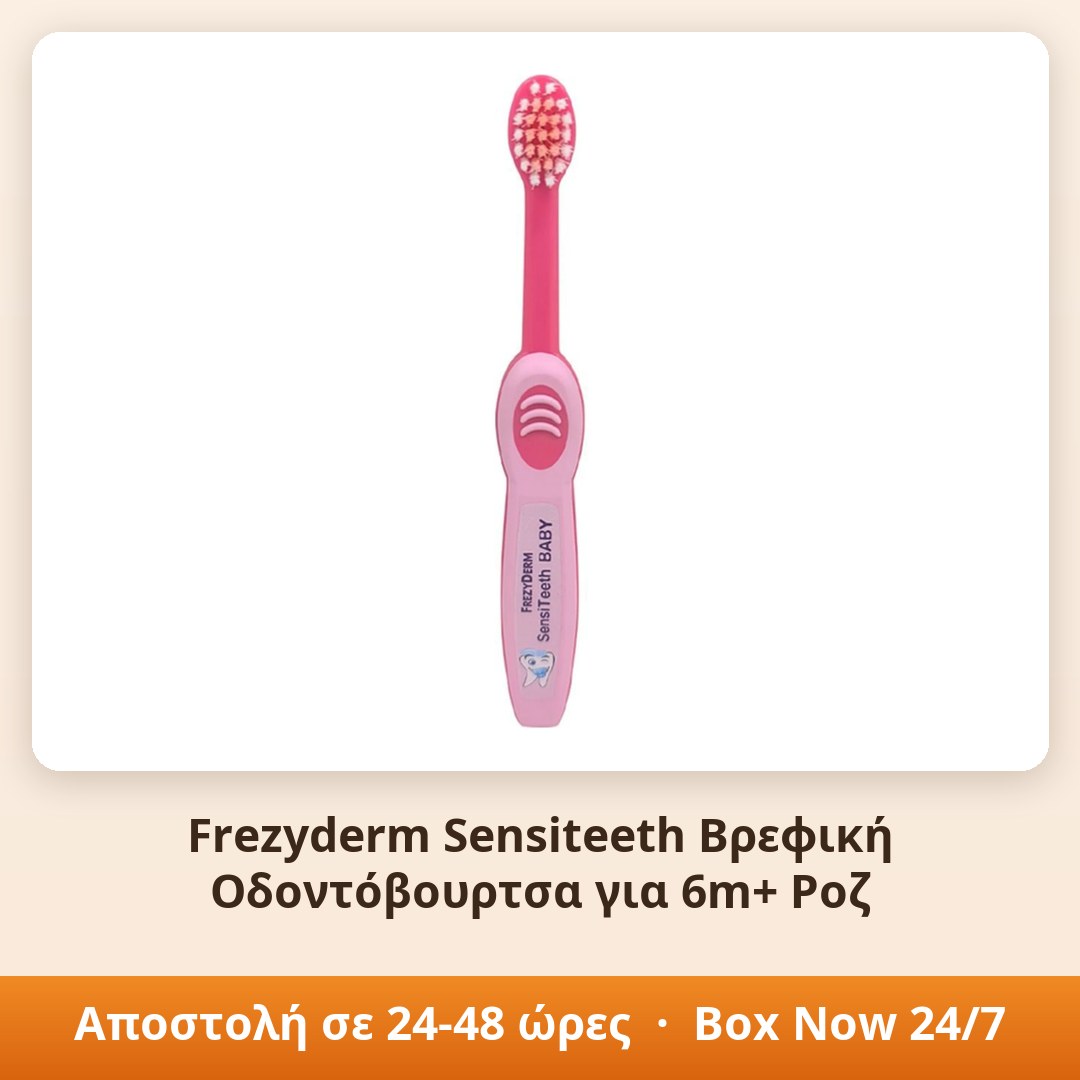 FREZYDERM
SensiTeeth BABY
Frezyderm Sensiteeth Βρεφική
Οδοντόβουρτσα για 6m+ Ροζ
Αποστολή σε 24-48 ώρες · Box Now 24/7